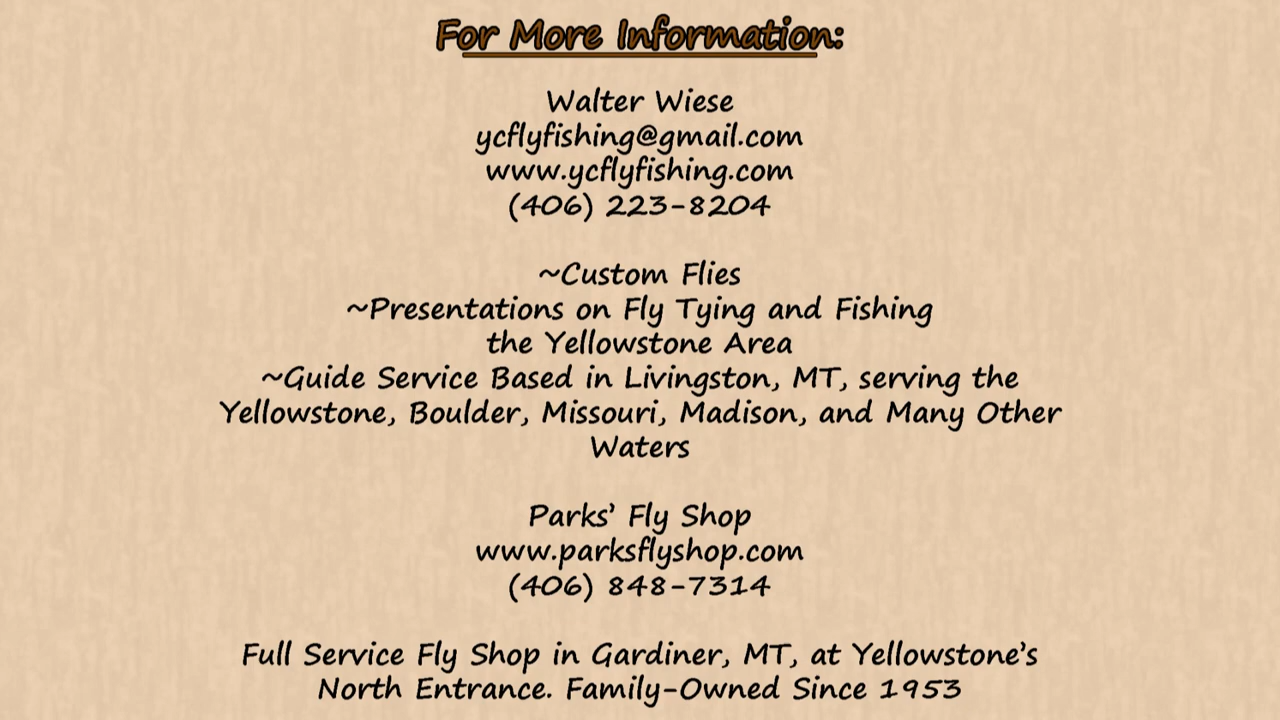 For More Information:
Walter Wiese
ycflyfishing@gmail.com
www.ycflyfishing.com
(406) 223-8204
~Custom Flies
~Presentations on Fly Tying and Fishing
the Yellowstone Area
~Guide Service Based in Livingston, MT, serving the
Yellowstone, Boulder, Missouri, Madison, and Many Other
Waters
Parks’ Fly Shop
www.parksflyshop.com
(406) 848-7314
Full Service Fly Shop in Gardiner, MT, at Yellowstone’s
North Entrance. Family-Owned Since 1953